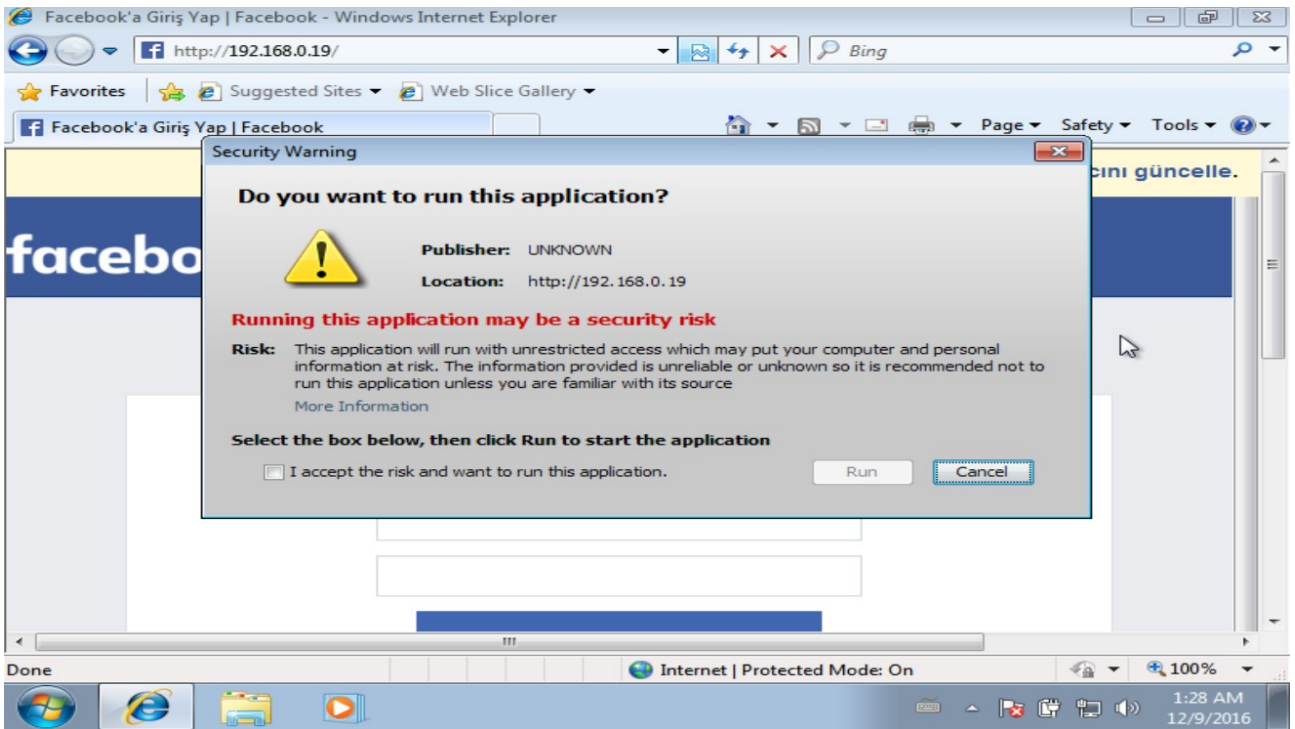 Facebook'a Giriş Yap | Facebook - Windows Internet Explorer
http://192.168.0.19/
Bing
Favorites
Suggested Sites
Web Slice Gallery
Facebook'a Giriş Yap | Facebook
Page
Safety
Tools
güncelle.
facebo
Security Warning
Do you want to run this application?
Publisher: UNKNOWN
Location: http://192.168.0.19
Running this application may be a security risk
Risk: This application will run with unrestricted access which may put your computer and personal
information at risk. The information provided is unreliable or unknown so it is recommended not to
run this application unless you are familiar with its source
More Information
Select the box below, then click Run to start the application
I accept the risk and want to run this application.
Run
Cancel
Done
Internet | Protected Mode: On
100%
1:28 AM
12/9/2016